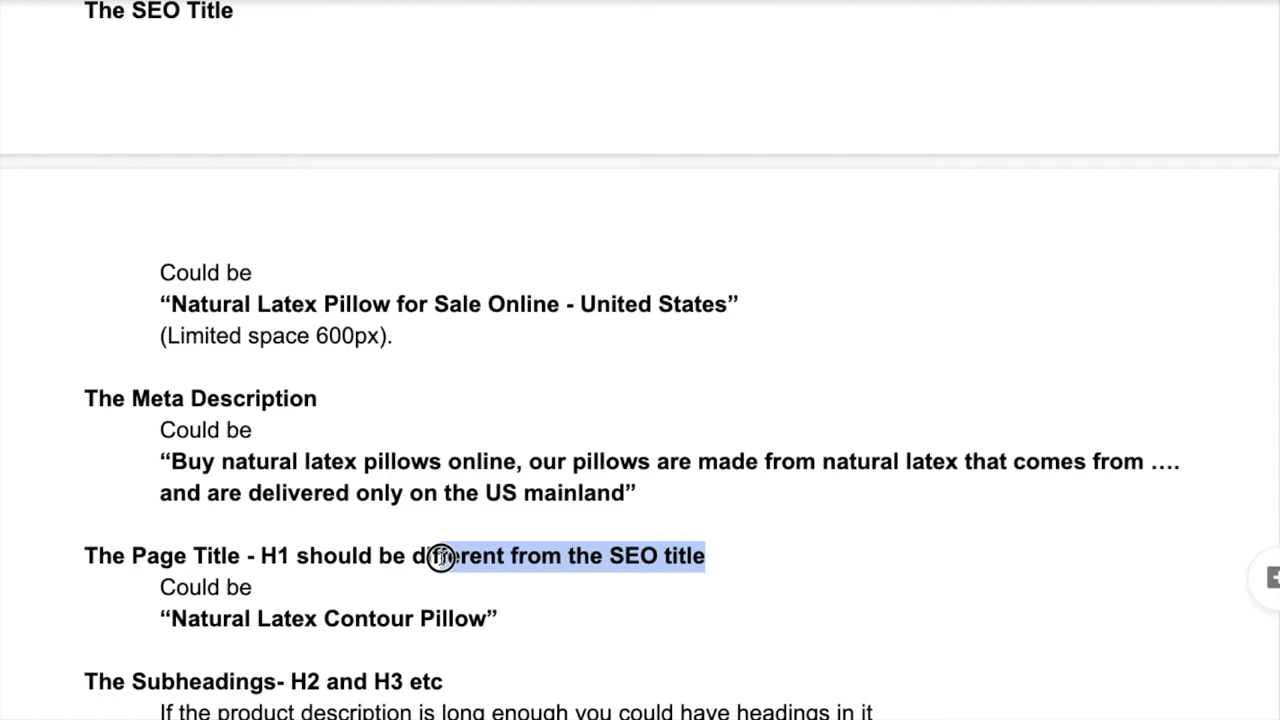 The SEO Title
Could be
“Natural Latex Pillow for Sale Online - United States”
(Limited space 600px).
The Meta Description
Could be
“Buy natural latex pillows online, our pillows are made from natural latex that comes from ….
and are delivered only on the US mainland”
The Page Title - H1 should be different from the SEO title
Could be
“Natural Latex Contour Pillow”
The Subheadings- H2 and H3 etc
If the product description is long enough you could have headings in it